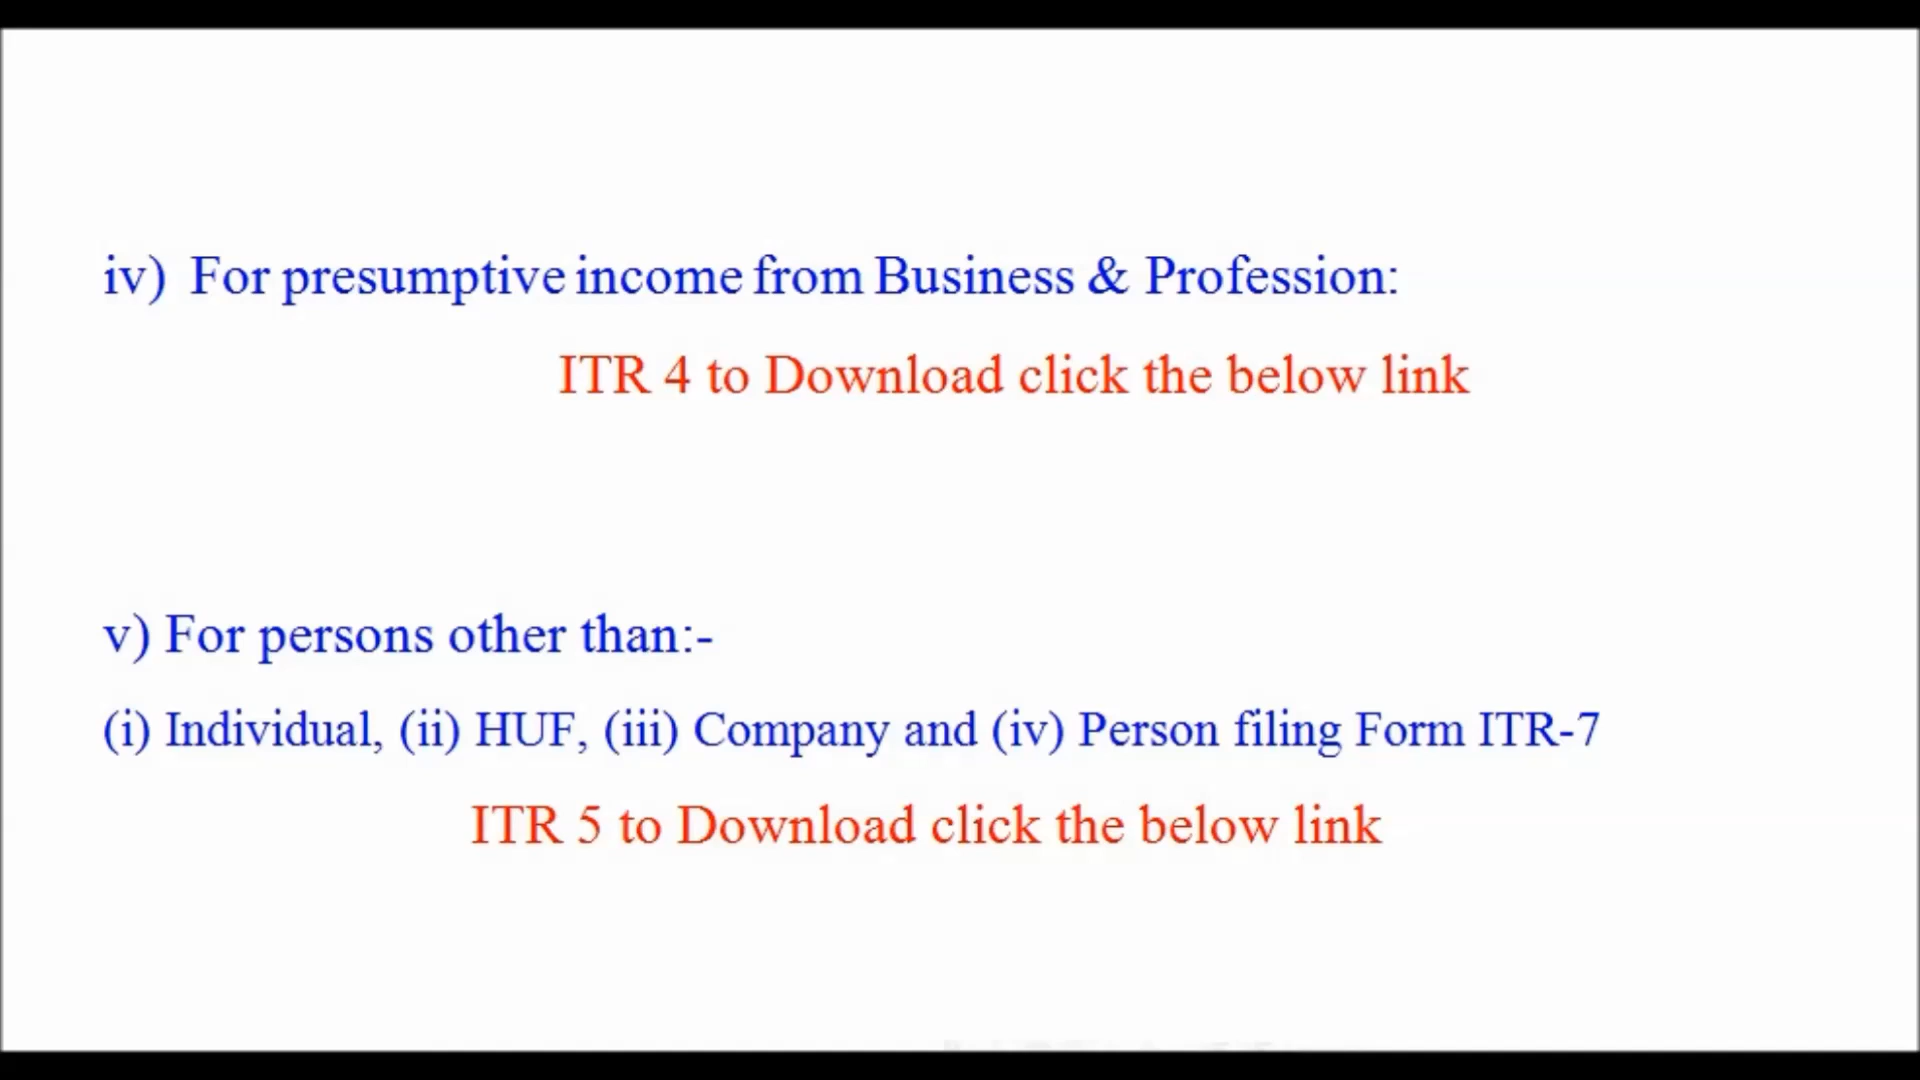 iv) For presumptive income from Business & Profession:
ITR 4 to Download click the below link
v) For persons other than:-
(i) Individual, (ii) HUF, (iii) Company and (iv) Person filing Form ITR-7
ITR 5 to Download click the below link